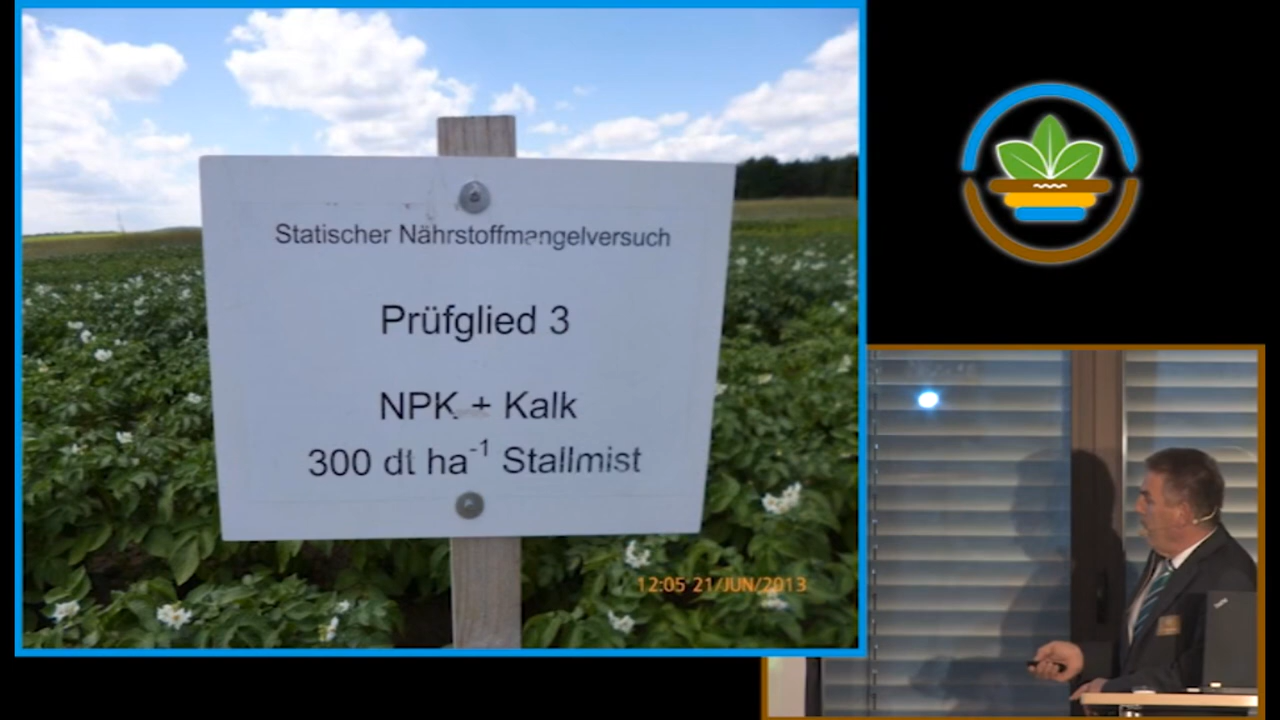 Statischer Nährstoffmangelversuch
Prüfglied 3
NPK + Kalk
300 dt ha⁻¹ Stallmist
12:05 21/JUN/2013